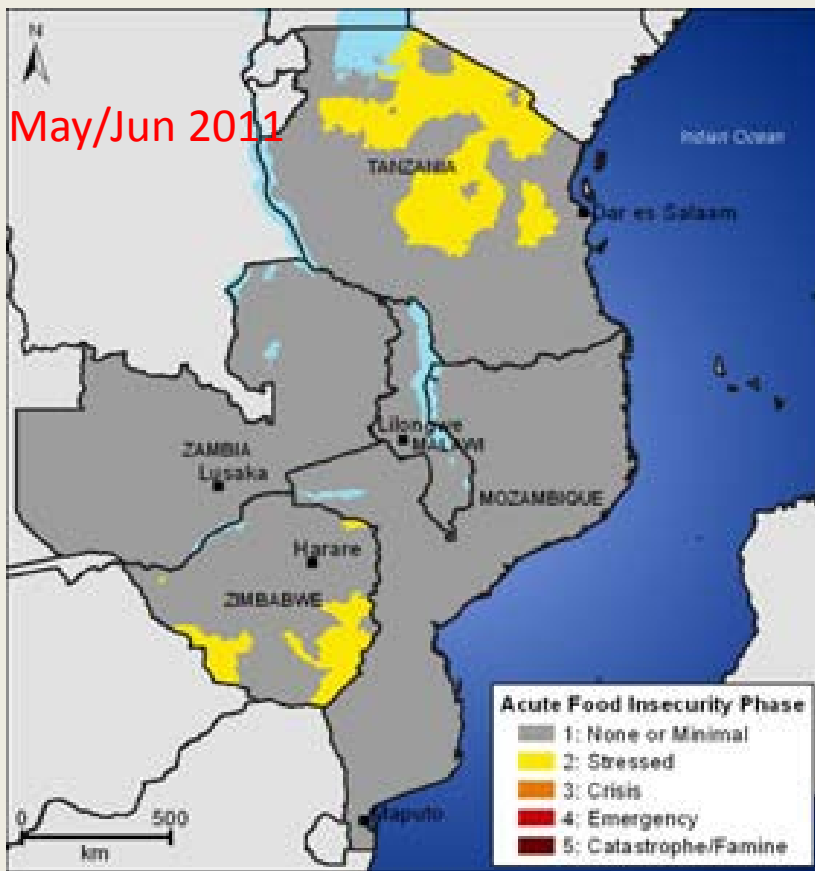 N
May/Jun 2011
Indian Ocean
TANZANIA
Dar es Salaam
Lilongwe
MALAWI
ZAMBIA
Lusaka
MOZAMBIQUE
Harare
ZIMBABWE
Maputo
0 500
km
Acute Food Insecurity Phase
1: None or Minimal
2: Stressed
3: Crisis
4: Emergency
5: Catastrophe/Famine